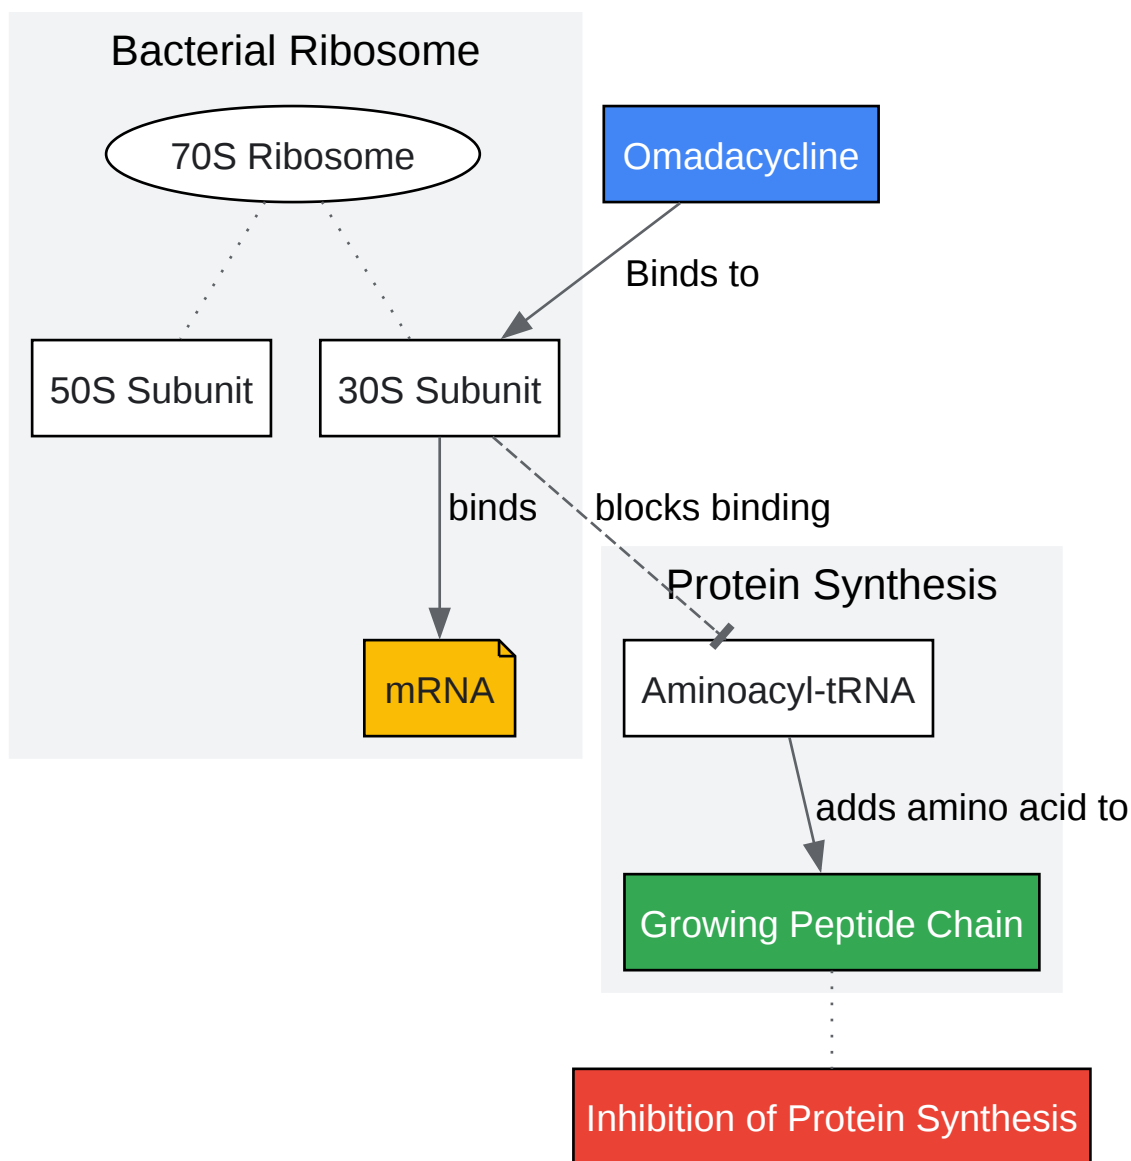 Bacterial Ribosome
70S Ribosome
Omadacycline
Binds to
50S Subunit
30S Subunit
binds
blocks binding
Protein Synthesis
mRNA
Aminoacyl-tRNA
adds amino acid to
Growing Peptide Chain
Inhibition of Protein Synthesis